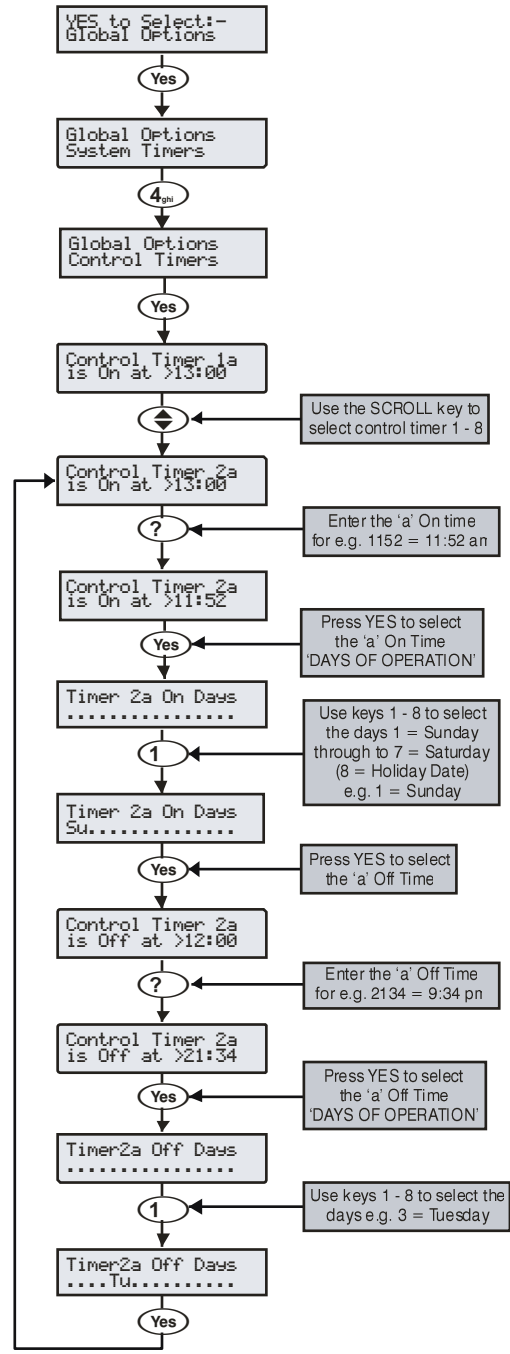 YES to Select:-
Global Options
Yes
Global Options
System Timers
4ghi
Global Options
Control Timers
Yes
Control Timer 1a
is On at >13:00
Use the SCROLL key to
select control timer 1 - 8
Control Timer 2a
is On at >13:00
?
Enter the 'a' On time
for e.g. 1152 = 11:52 am
Control Timer 2a
is On at >11:52
Yes
Press YES to select
the 'a' On Time
'DAYS OF OPERATION'
Timer 2a On Days
................
1
Use keys 1 - 8 to select
the days 1 = Sunday
through to 7 = Saturday
(8 = Holiday Date)
e.g. 1 = Sunday
Timer 2a On Days
Su..............
Yes
Press YES to select
the 'a' Off Time
Control Timer 2a
is Off at >12:00
?
Enter the 'a' Off Time
for e.g. 2134 = 9:34 pm
Control Timer 2a
is Off at >21:34
Yes
Press YES to select
the 'a' Off Time
'DAYS OF OPERATION'
Timer2a Off Days
................
1
Use keys 1 - 8 to select the
days e.g. 3 = Tuesday
Timer2a Off Days
....Tu..........
Yes